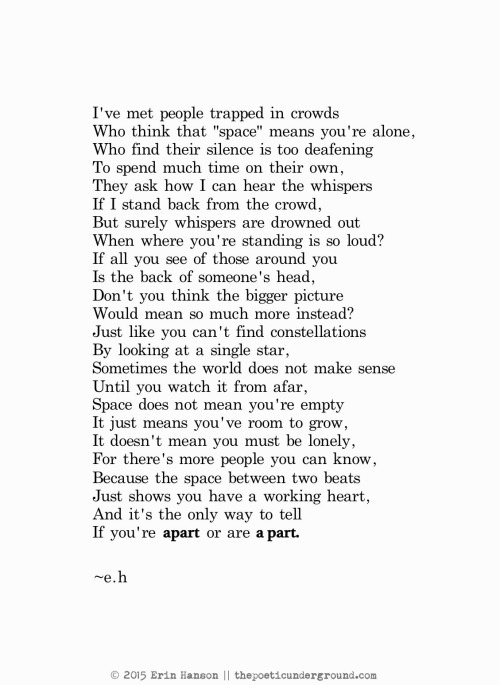 I've met people trapped in crowds
Who think that "space" means you're alone,
Who find their silence is too deafening
To spend much time on their own,
They ask how I can hear the whispers
If I stand back from the crowd,
But surely whispers are drowned out
When where you're standing is so loud?
If all you see of those around you
Is the back of someone's head,
Don't you think the bigger picture
Would mean so much more instead?
Just like you can't find constellations
By looking at a single star,
Sometimes the world does not make sense
Until you watch it from afar,
Space does not mean you're empty
It just means you've room to grow,
It doesn't mean you must be lonely,
For there's more people you can know,
Because the space between two beats
Just shows you have a working heart,
And it's the only way to tell
If you're apart or are a part.
~e.h
© 2015 Erin Hanson || thepoeticunderground.com